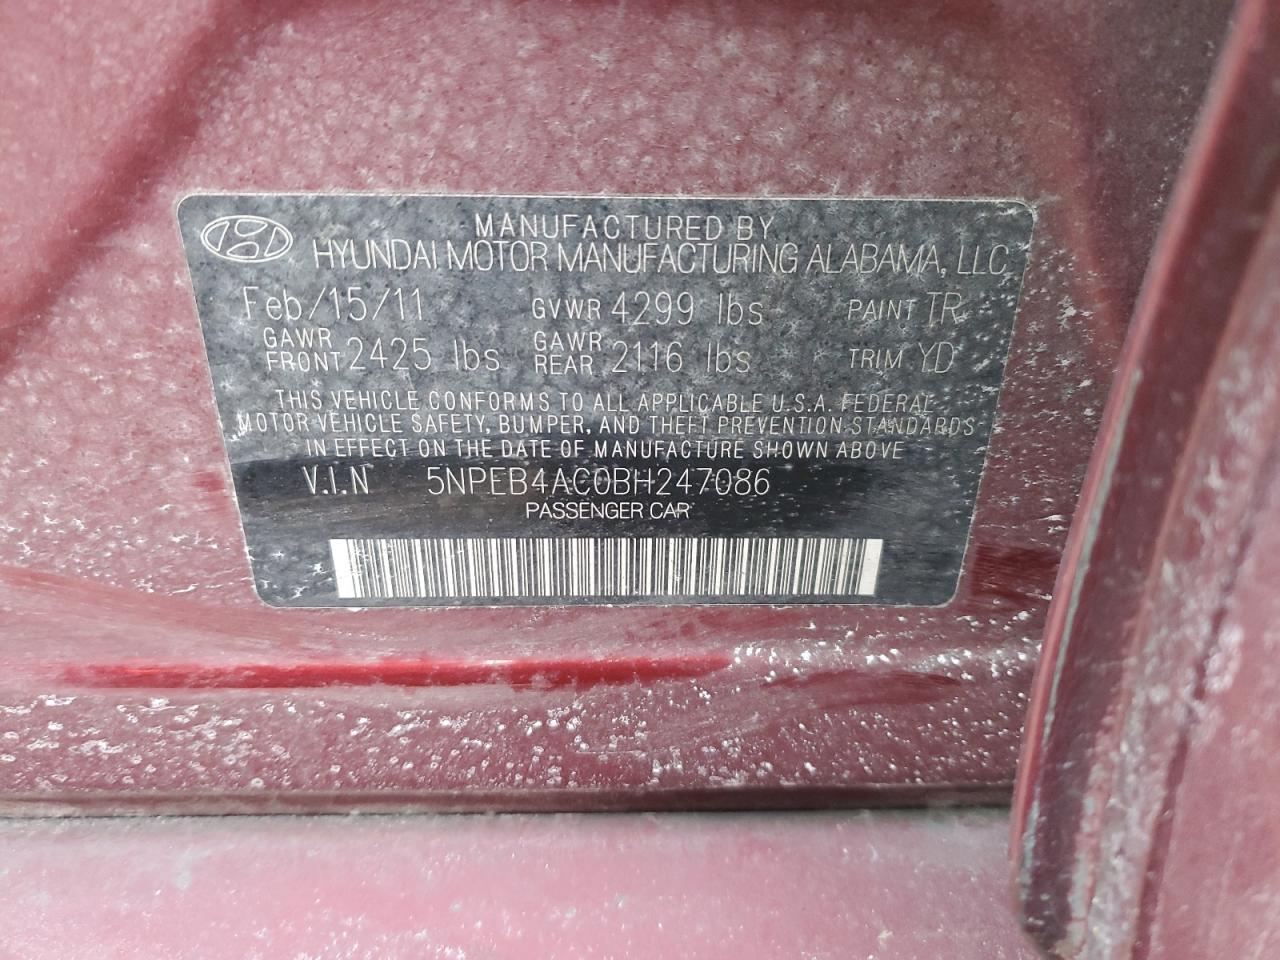 MANUFACTURED BY
HYUNDAI MOTOR MANUFACTURING ALABAMA, LLC
Feb/15/11 GVWR 4299 lbs PAINT TR
GAWR FRONT 2425 lbs GAWR REAR 2116 lbs TRIM YD
THIS VEHICLE CONFORMS TO ALL APPLICABLE U.S.A. FEDERAL
MOTOR VEHICLE SAFETY, BUMPER, AND THEFT PREVENTION STANDARDS
IN EFFECT ON THE DATE OF MANUFACTURE SHOWN ABOVE
V.I.N 5NPEB4AC0BH247086
PASSENGER CAR